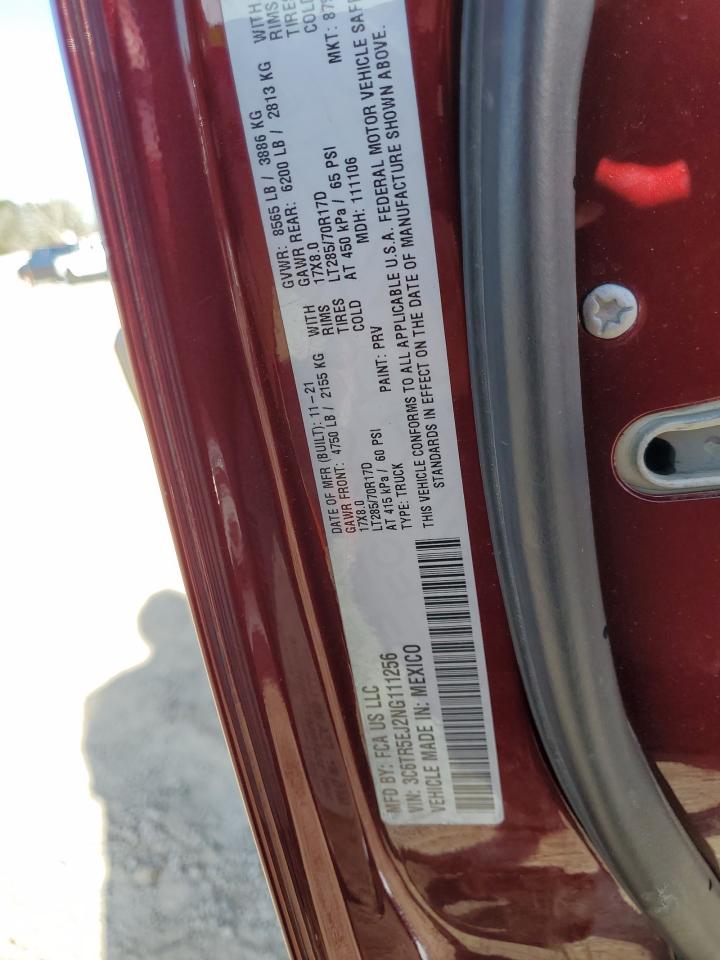 MFD BY: FCA US LLC
VIN: 3C6TR5EJ2NG111256
VEHICLE MADE IN: MEXICO
DATE OF MFR (BUILT): 11-21
GAWR FRONT: 4750 LB / 2155 KG WITH
17X8.0 RIMS
LT285/70R17D TIRES
AT 415 kPa / 60 PSI COLD
TYPE: TRUCK PAINT: PRV
GVWR: 8565 LB / 3886 KG
GAWR REAR: 6200 LB / 2813 KG WITH
17X8.0 RIMS
LT285/70R17D TIRES
AT 450 kPa / 65 PSI COLD
MDH: 111106 MKT:
THIS VEHICLE CONFORMS TO ALL APPLICABLE U.S.A. FEDERAL MOTOR VEHICLE
STANDARDS IN EFFECT ON THE DATE OF MANUFACTURE SHOWN ABOVE.